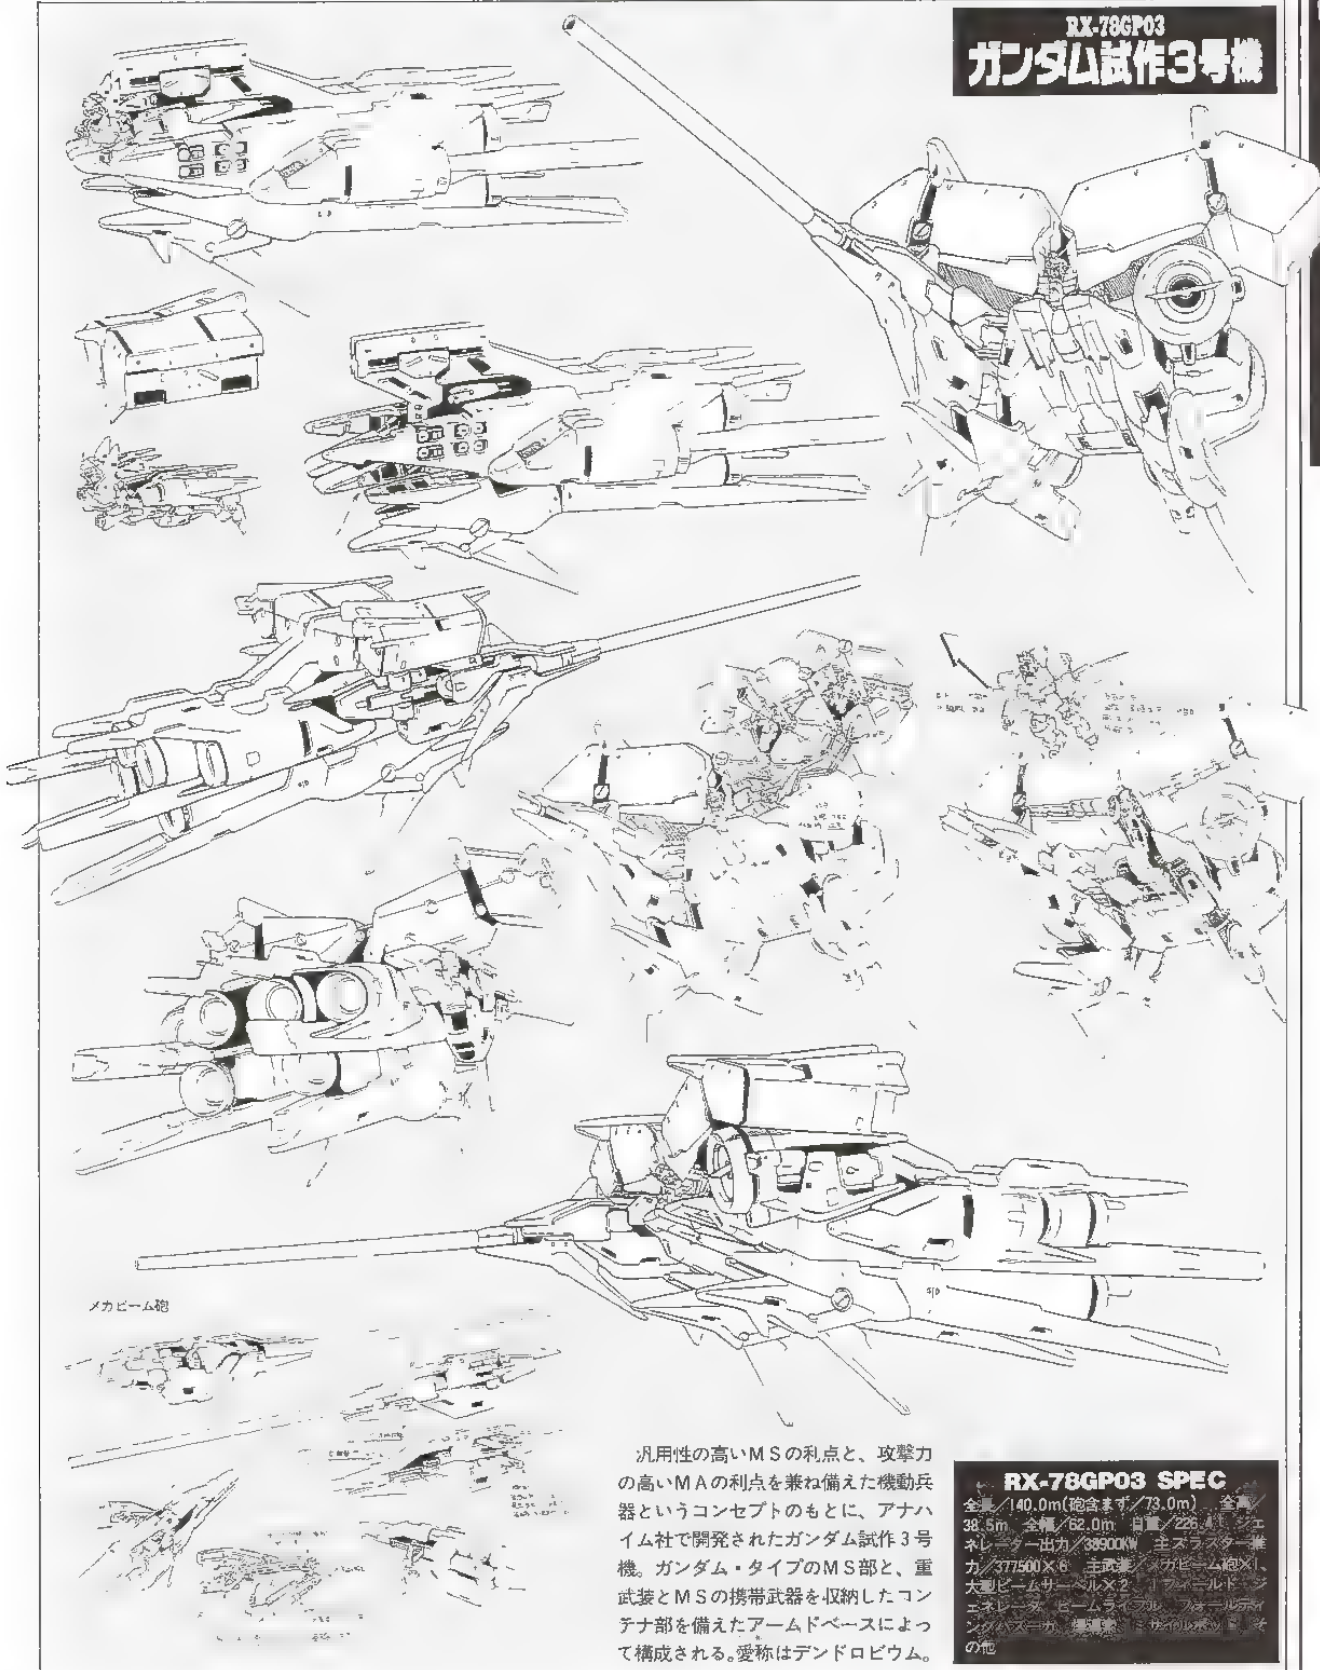 RX-78GP03
ガンダム試作3号機
メガビーム砲
汎用性の高いMSの利点と、攻撃力
の高いMAの利点を兼ね備えた機動兵
器というコンセプトのもとに、アナハ
イム社で開発されたガンダム試作3号
機。ガンダム・タイプのMS部と、重
武装とMSの携帯武器を収納したコン
テナ部を備えたアームドベースによっ
て構成される。愛称はデンドロビウム。
RX-78GP03 SPEC
全長/140.0m(砲含まず/73.0m) 全高/
38.5m 全幅/62.0m 自重/226.4t ジェ
ネレーター出力/38900KW 主スラスター推
力/377500×6 主武装/メガビーム砲×1、
大型ビームサーベル×2 Iフィールド・ジ
ェネレータ ビームライフル フォールディ
ングバズーカ 爆導索 ミサイルポッド そ
の他